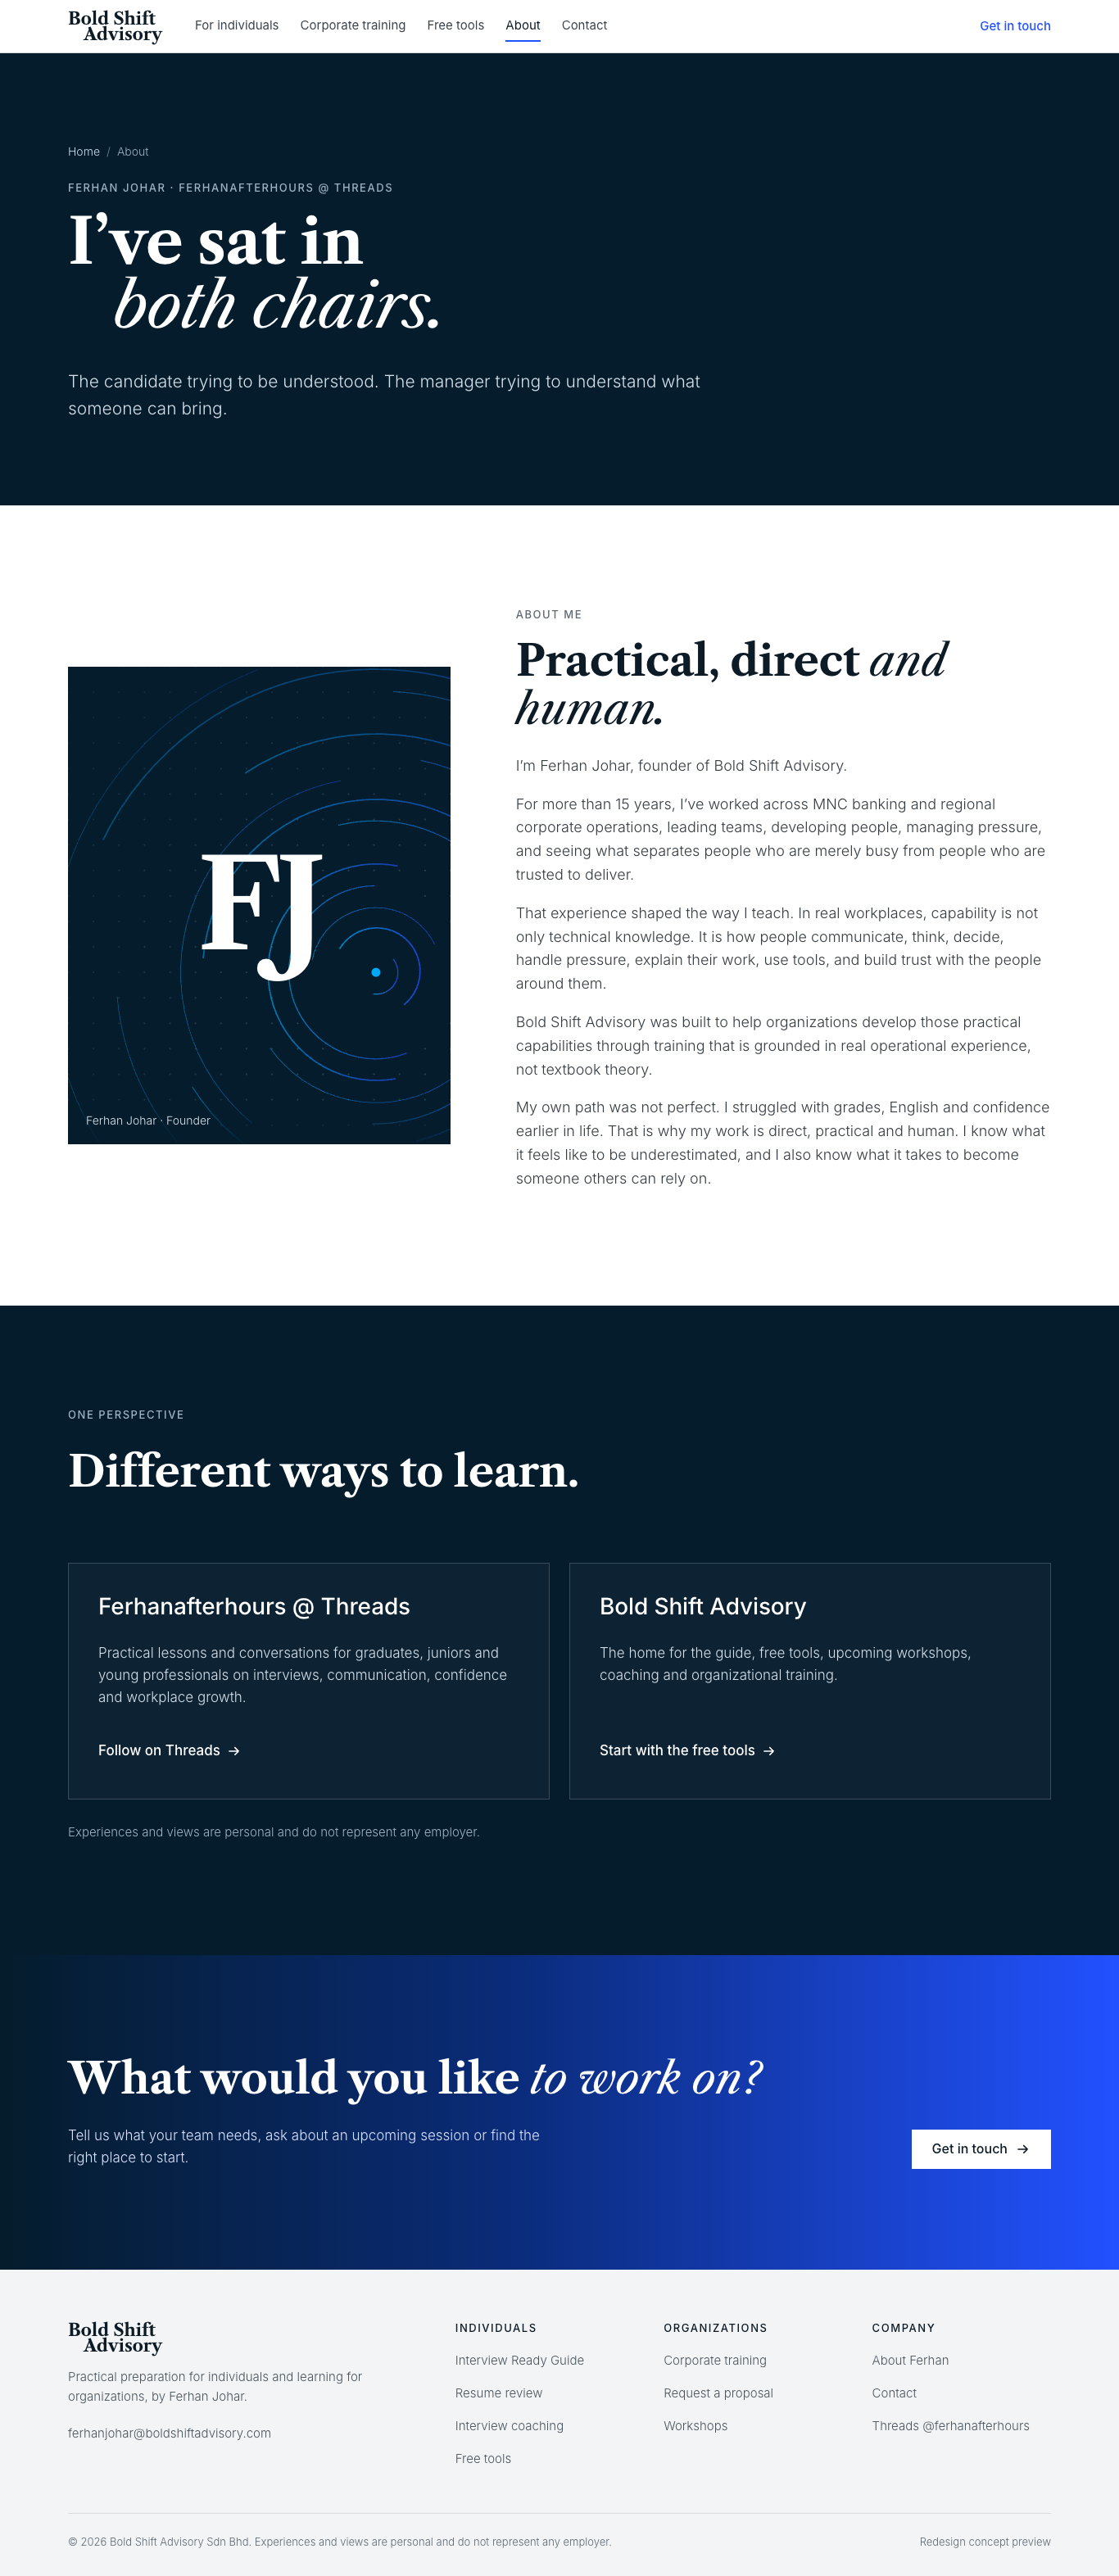 Bold Shift
Advisory
For individuals
Corporate training
Free tools
About
Contact
Get in touch
Home / About
FERHAN JOHAR · FERHANAFTERHOURS @ THREADS
I’ve sat in
both chairs.
The candidate trying to be understood. The manager trying to understand what
someone can bring.
FJ
Ferhan Johar · Founder
ABOUT ME
Practical, direct and
human.
I’m Ferhan Johar, founder of Bold Shift Advisory.
For more than 15 years, I’ve worked across MNC banking and regional
corporate operations, leading teams, developing people, managing pressure,
and seeing what separates people who are merely busy from people who are
trusted to deliver.
That experience shaped the way I teach. In real workplaces, capability is not
only technical knowledge. It is how people communicate, think, decide,
handle pressure, explain their work, use tools, and build trust with the people
around them.
Bold Shift Advisory was built to help organizations develop those practical
capabilities through training that is grounded in real operational experience,
not textbook theory.
My own path was not perfect. I struggled with grades, English and confidence
earlier in life. That is why my work is direct, practical and human. I know what
it feels like to be underestimated, and I also know what it takes to become
someone others can rely on.
ONE PERSPECTIVE
Different ways to learn.
Ferhanafterhours @ Threads
Practical lessons and conversations for graduates, juniors and
young professionals on interviews, communication, confidence
and workplace growth.
Follow on Threads →
Bold Shift Advisory
The home for the guide, free tools, upcoming workshops,
coaching and organizational training.
Start with the free tools →
Experiences and views are personal and do not represent any employer.
What would you like to work on?
Tell us what your team needs, ask about an upcoming session or find the
right place to start.
Get in touch →
Bold Shift
Advisory
Practical preparation for individuals and learning for
organizations, by Ferhan Johar.
ferhanjohar@boldshiftadvisory.com
INDIVIDUALS
Interview Ready Guide
Resume review
Interview coaching
Free tools
ORGANIZATIONS
Corporate training
Request a proposal
Workshops
COMPANY
About Ferhan
Contact
Threads @ferhanafterhours
© 2026 Bold Shift Advisory Sdn Bhd. Experiences and views are personal and do not represent any employer.
Redesign concept preview